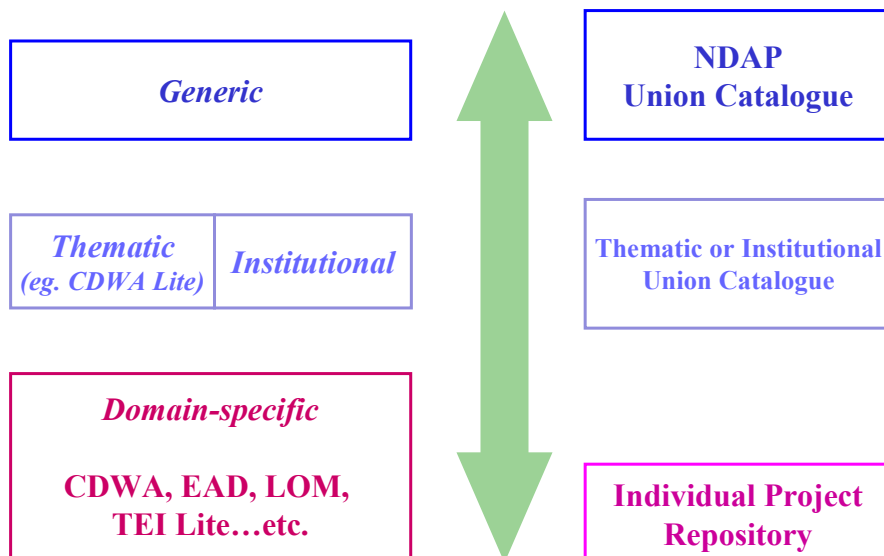 Generic
NDAP
Union Catalogue
Thematic
(eg. CDWA Lite)
Institutional
Thematic or Institutional
Union Catalogue
Domain-specific
CDWA, EAD, LOM,
TEI Lite…etc.
Individual Project
Repository